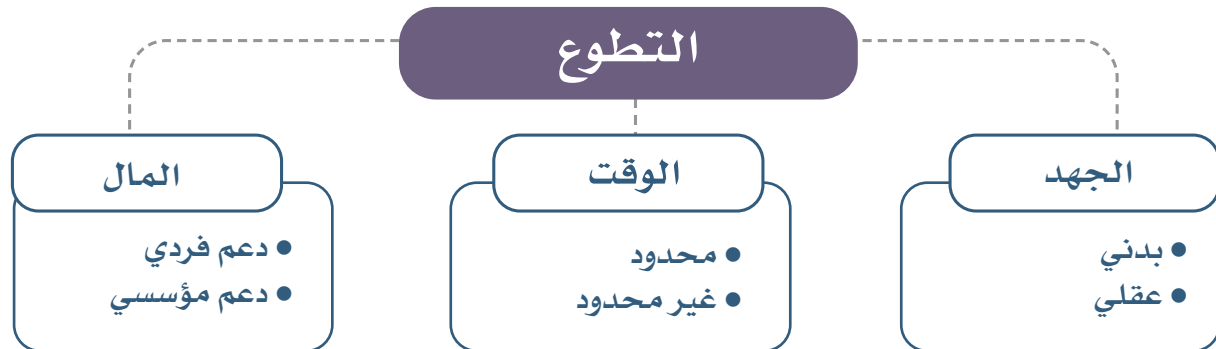 التطوع
الجهد
• بدني
• عقلي
الوقت
• محدود
• غير محدود
المال
• دعم فردي
• دعم مؤسسي